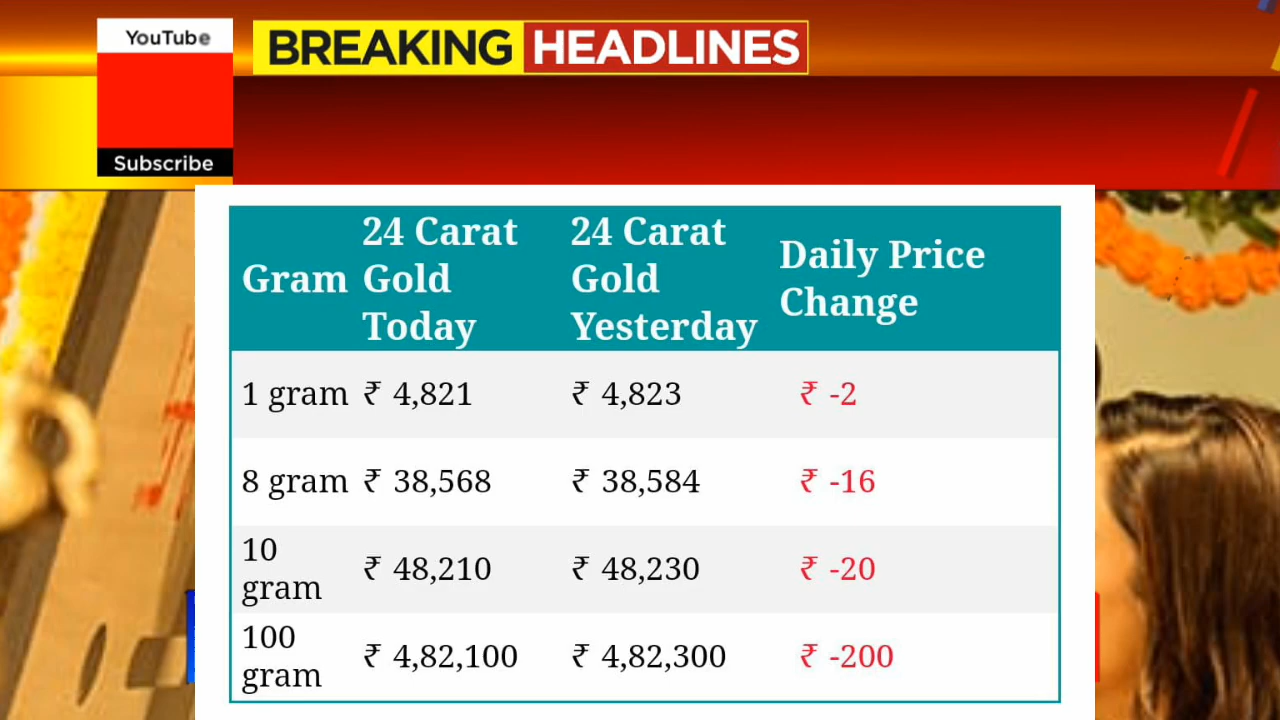 YouTube
BREAKING HEADLINES
Subscribe
Gram 24 Carat Gold Today 24 Carat Gold Yesterday Daily Price Change
1 gram ₹ 4,821 ₹ 4,823 ₹ -2
8 gram ₹ 38,568 ₹ 38,584 ₹ -16
10 gram ₹ 48,210 ₹ 48,230 ₹ -20
100 gram ₹ 4,82,100 ₹ 4,82,300 ₹ -200